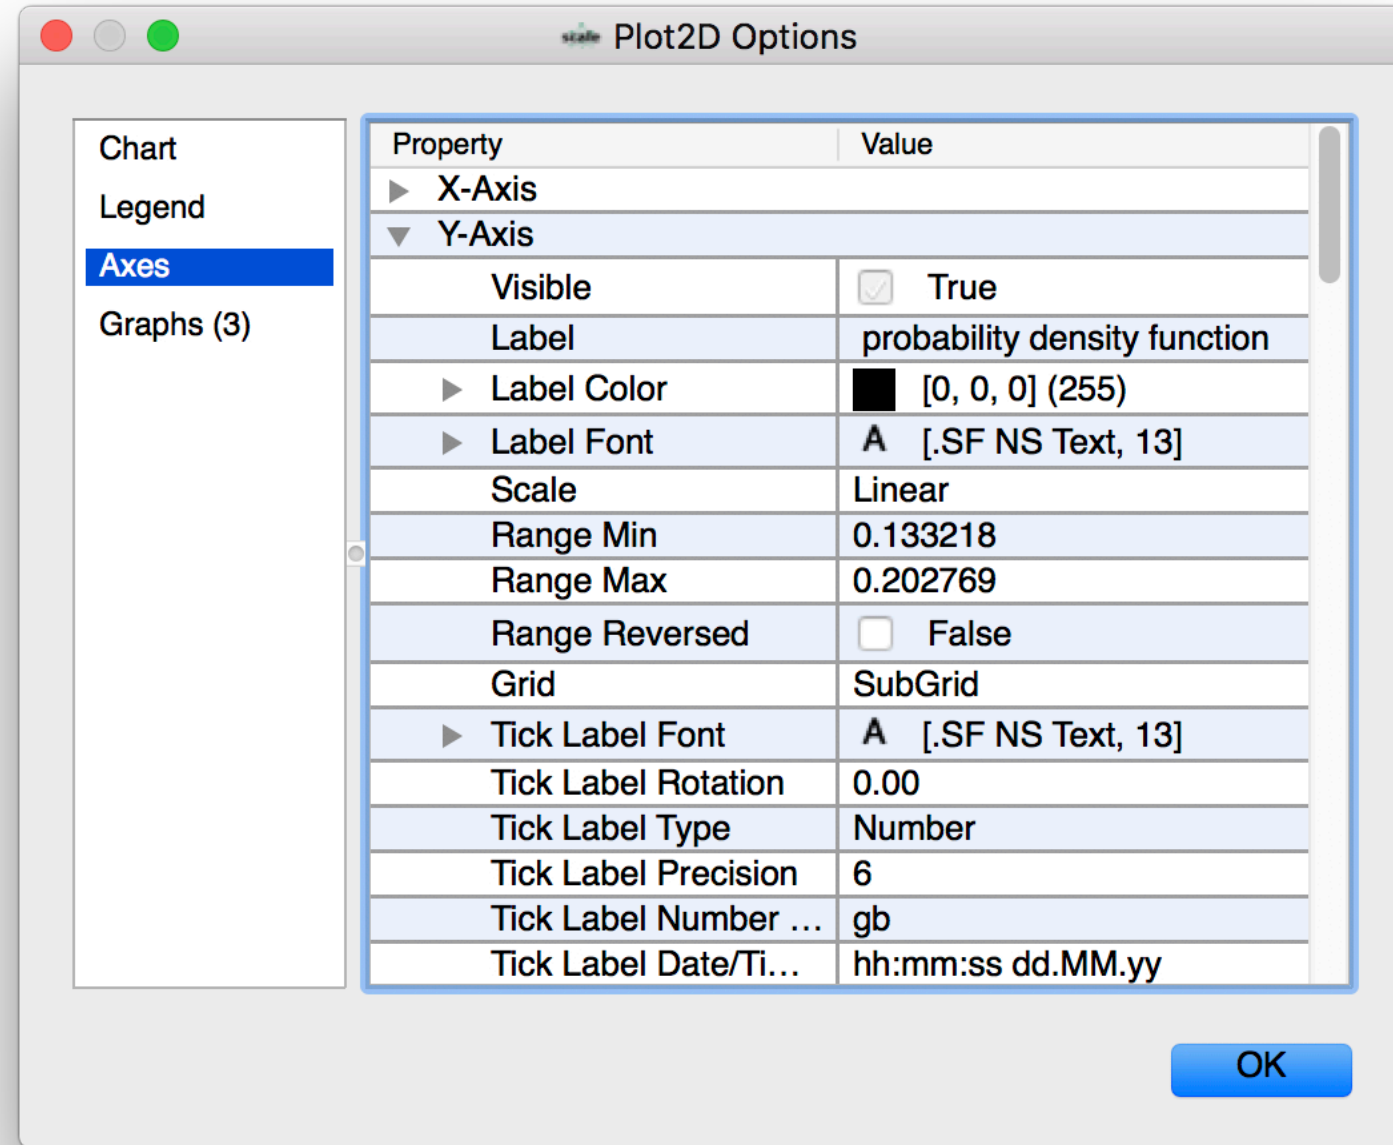 scale Plot2D Options
Chart
Legend
Axes
Graphs (3)
Property Value
X-Axis
Y-Axis
Visible True
Label probability density function
Label Color [0, 0, 0] (255)
Label Font A [.SF NS Text, 13]
Scale Linear
Range Min 0.133218
Range Max 0.202769
Range Reversed False
Grid SubGrid
Tick Label Font A [.SF NS Text, 13]
Tick Label Rotation 0.00
Tick Label Type Number
Tick Label Precision 6
Tick Label Number ... gb
Tick Label Date/Ti... hh:mm:ss dd.MM.yy
OK